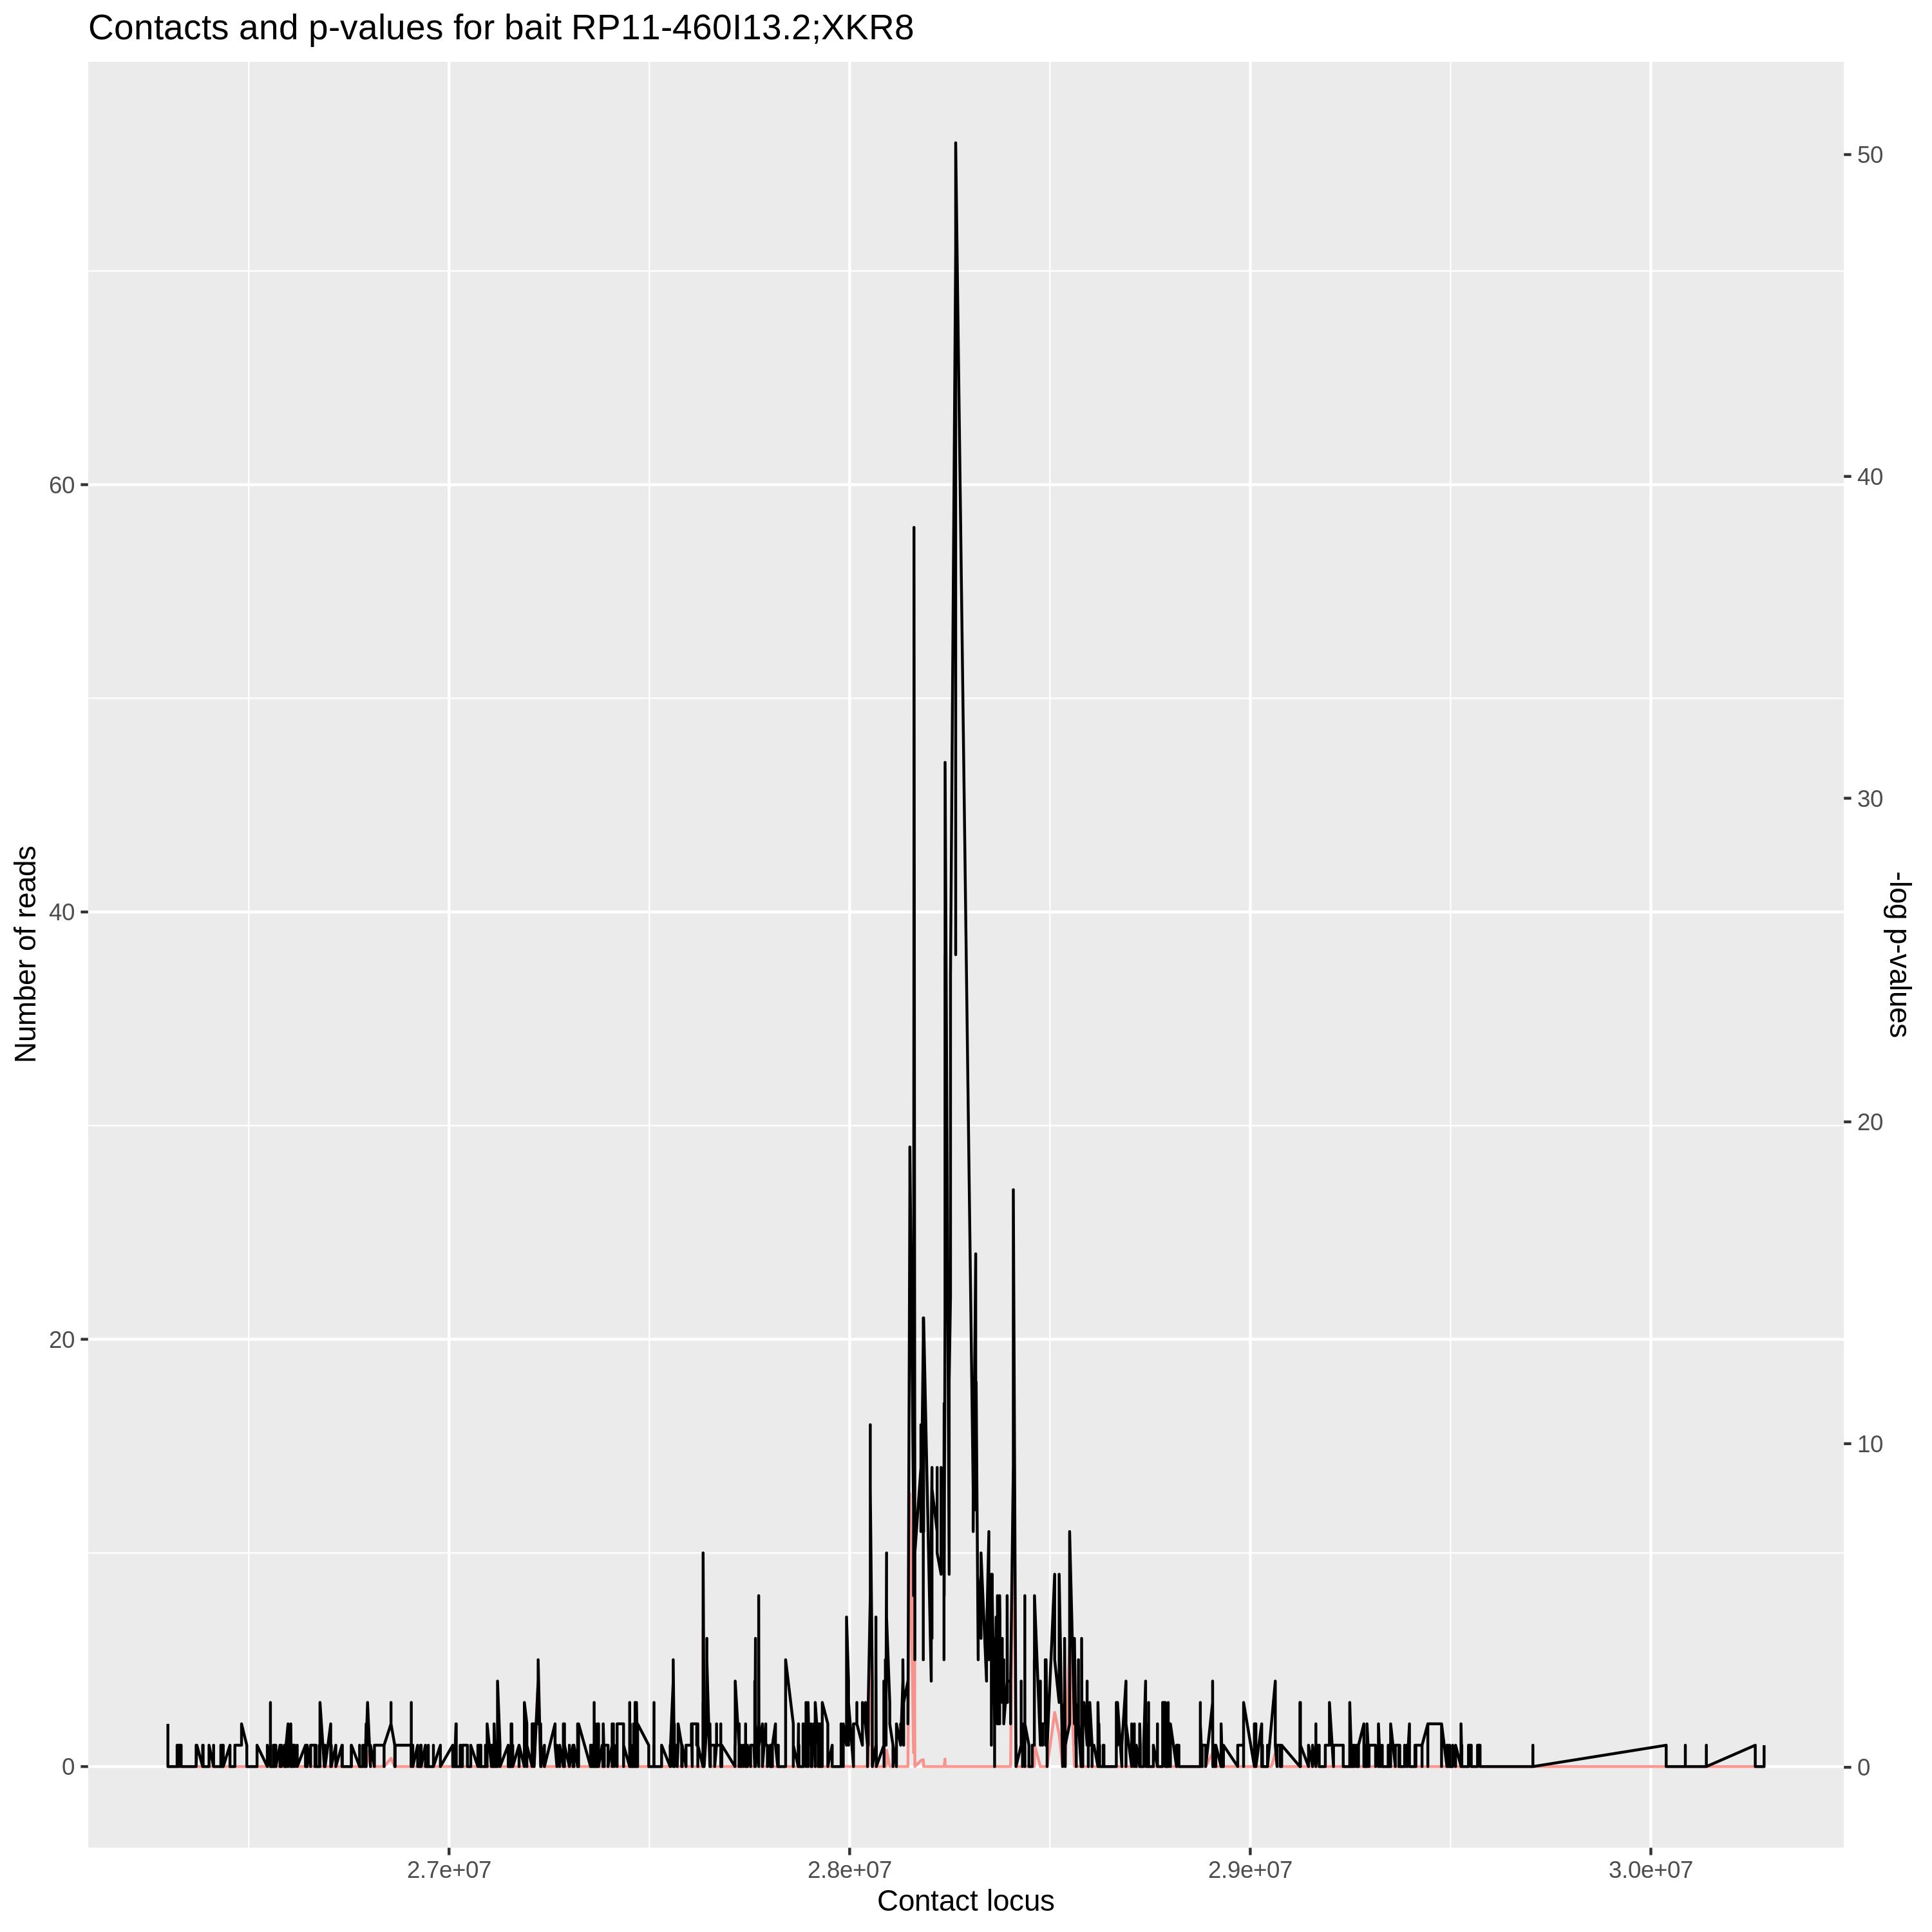 Contacts and p-values for bait RP11-460I13.2;XKR8
Number of reads
60
40
20
0
-log p-values
50
40
30
20
10
0
2.7e+07
2.8e+07
2.9e+07
3.0e+07
Contact locus